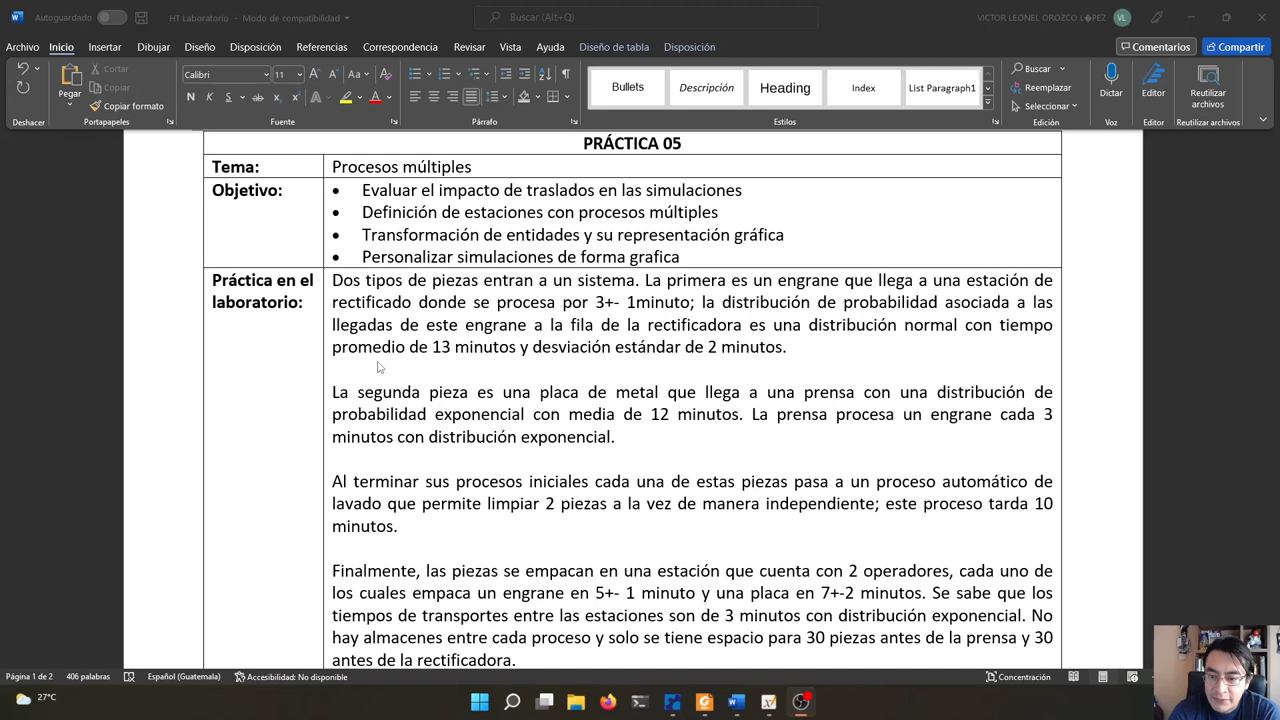 Autoguardado
HT Laboratorio - Modo de compatibilidad
Buscar (Alt+Q)
VICTOR LEONEL OROZCO L�PEZ
VL
Archivo Inicio Insertar Dibujar Diseño Disposición Referencias Correspondencia Revisar Vista Ayuda Diseño de tabla Disposición
Comentarios
Compartir
Pegar
Cortar
Copiar
Copiar formato
Calibri
11
Bullets
Descripción
Heading
Index
List Paragraph1
Buscar
Reemplazar
Seleccionar
Dictar
Editor
Reutilizar
archivos
Deshacer
Portapapeles
Fuente
Párrafo
Estilos
Edición
Voz
Editor
Reutilizar archivos
PRÁCTICA 05
Tema: Procesos múltiples
Objetivo: • Evaluar el impacto de traslados en las simulaciones
• Definición de estaciones con procesos múltiples
• Transformación de entidades y su representación gráfica
• Personalizar simulaciones de forma grafica
Práctica en el
laboratorio:
Dos tipos de piezas entran a un sistema. La primera es un engrane que llega a una estación de
rectificado donde se procesa por 3+- 1minuto; la distribución de probabilidad asociada a las
llegadas de este engrane a la fila de la rectificadora es una distribución normal con tiempo
promedio de 13 minutos y desviación estándar de 2 minutos.
La segunda pieza es una placa de metal que llega a una prensa con una distribución de
probabilidad exponencial con media de 12 minutos. La prensa procesa un engrane cada 3
minutos con distribución exponencial.
Al terminar sus procesos iniciales cada una de estas piezas pasa a un proceso automático de
lavado que permite limpiar 2 piezas a la vez de manera independiente; este proceso tarda 10
minutos.
Finalmente, las piezas se empacan en una estación que cuenta con 2 operadores, cada uno de
los cuales empaca un engrane en 5+- 1 minuto y una placa en 7+-2 minutos. Se sabe que los
tiempos de transportes entre las estaciones son de 3 minutos con distribución exponencial. No
hay almacenes entre cada proceso y solo se tiene espacio para 30 piezas antes de la prensa y 30
antes de la rectificadora.
Página 1 de 2
406 palabras
Español (Guatemala)
Accesibilidad: No disponible
Concentración
27°C